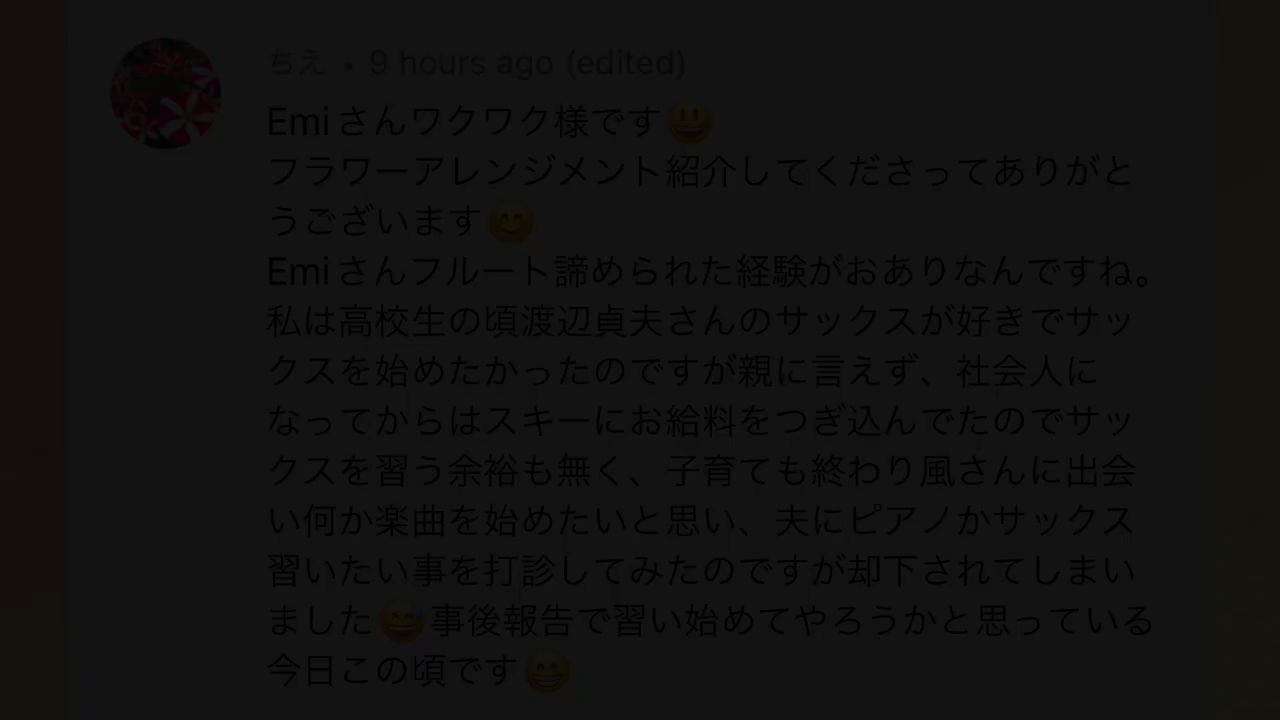 ちえ • 9 hours ago (edited)
Emiさんワクワク様です😃
フラワーアレンジメント紹介してくださってありがと
うございます😊
Emiさんフルート諦められた経験がおありなんですね。
私は高校生の頃渡辺貞夫さんのサックスが好きでサッ
クスを始めたかったのですが親に言えず、社会人に
なってからはスキーにお給料をつぎ込んでたのでサッ
クスを習う余裕も無く、子育ても終わり風さんに出会
い何か楽曲を始めたいと思い、夫にピアノかサックス
習いたい事を打診してみたのですが却下されてしまい
ました😅事後報告で習い始めてやろうかと思っている
今日この頃です😁